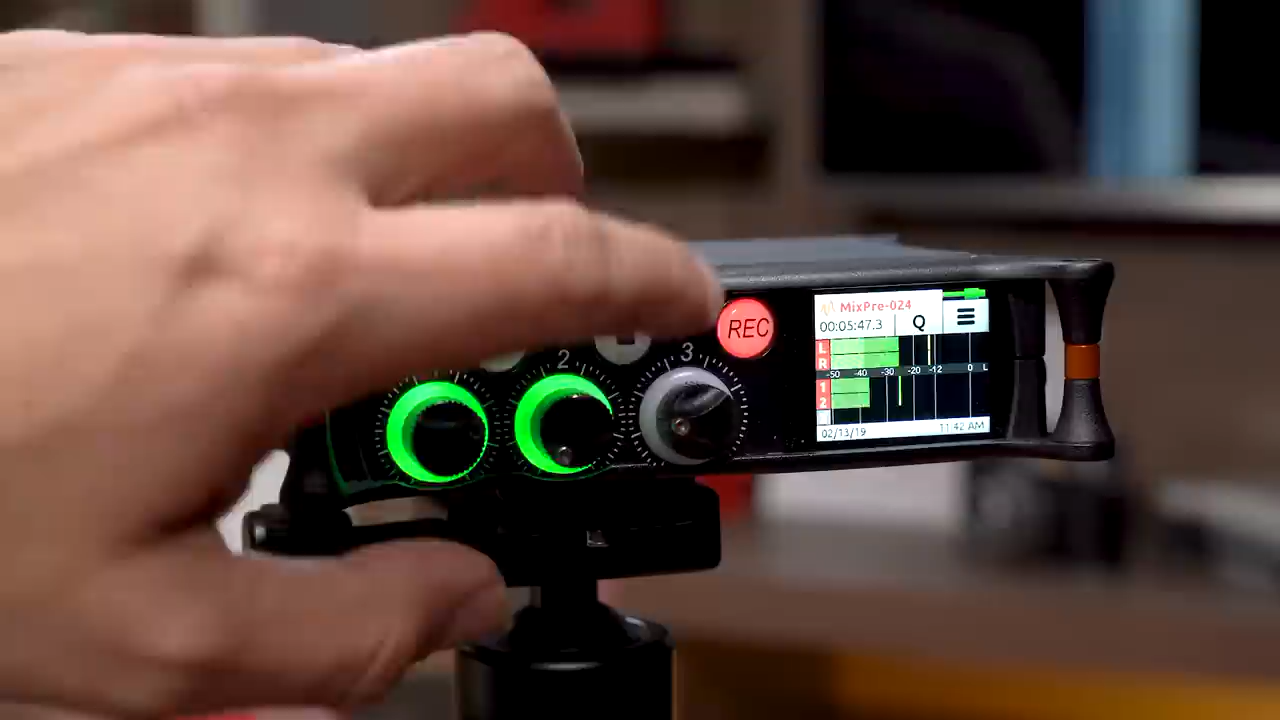 MixPre-024
00:05:47.3 Q
L
R
-50 -40 -30 -20 -12 0 L
1
2
02/13/19 11:42 AM
REC
2 3